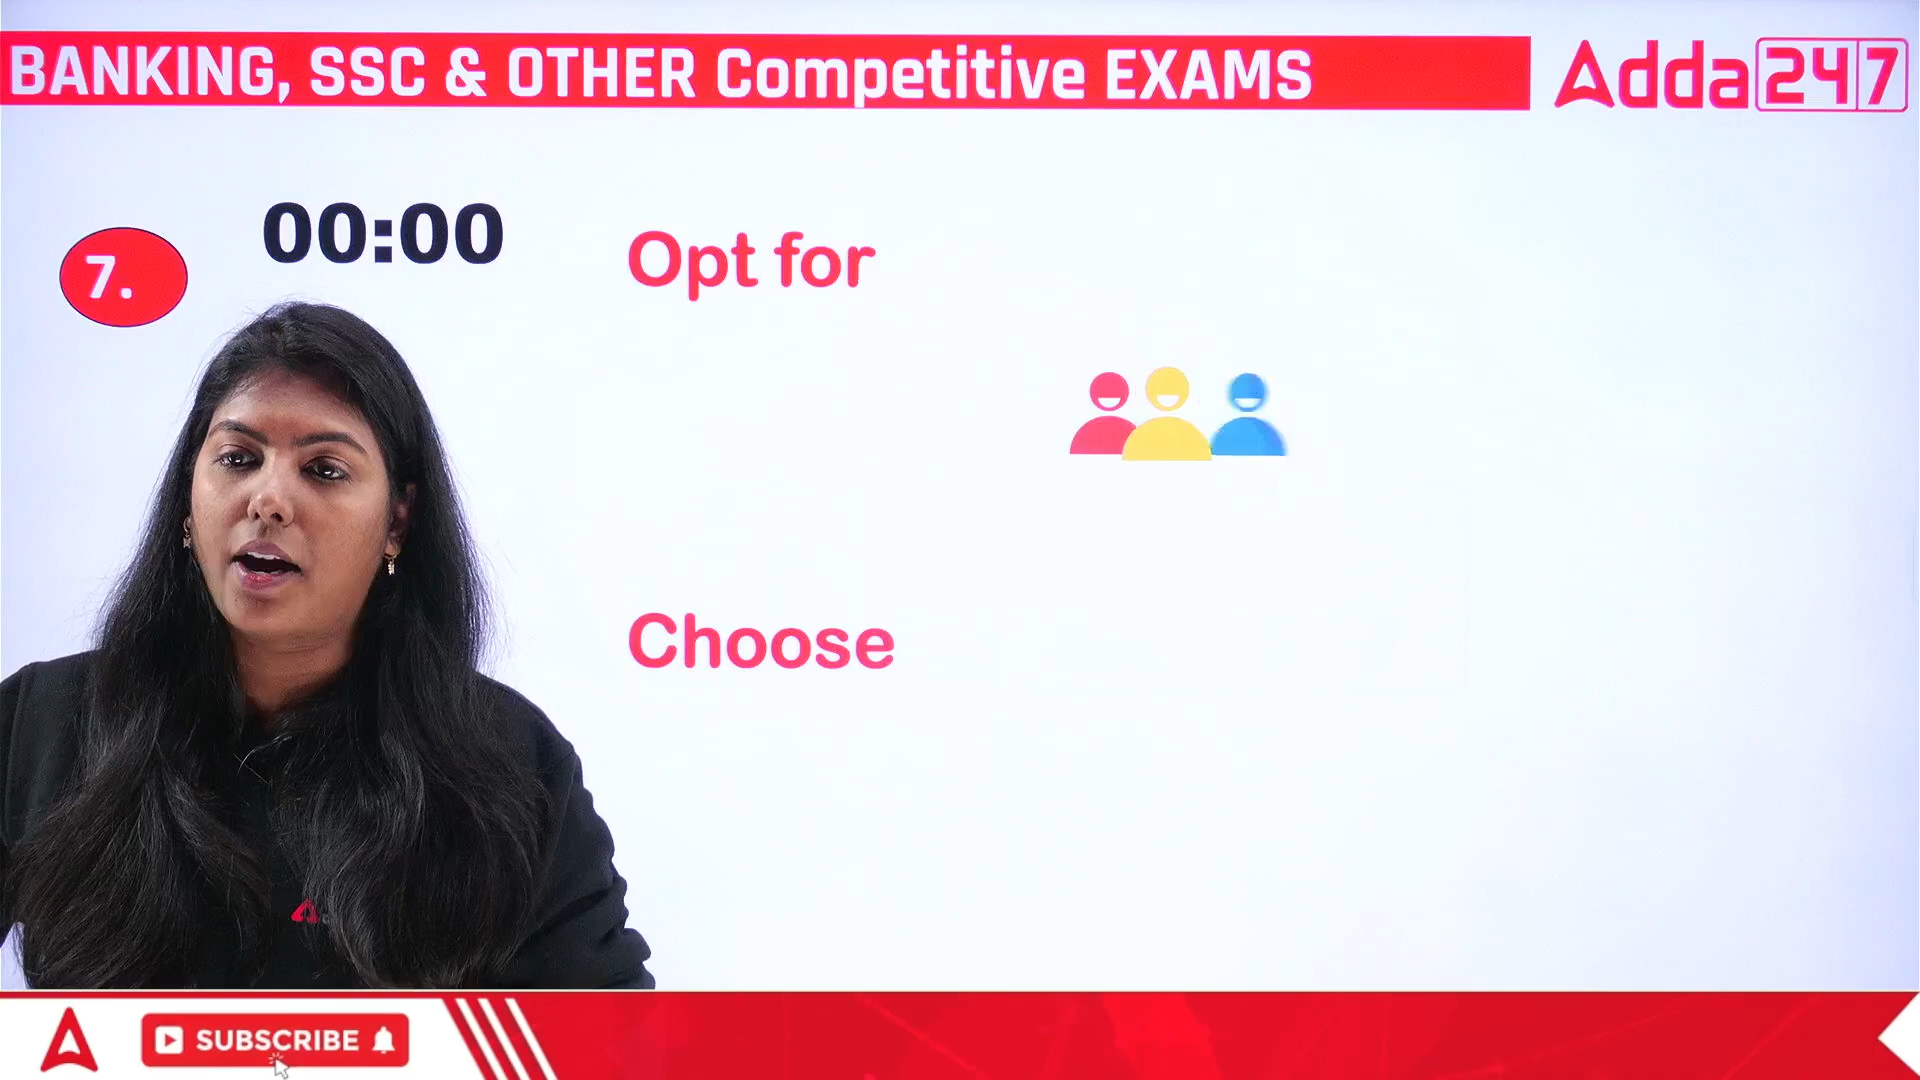 BANKING, SSC & OTHER Competitive EXAMS
Adda247
7.
00:00
Opt for
Choose
SUBSCRIBE